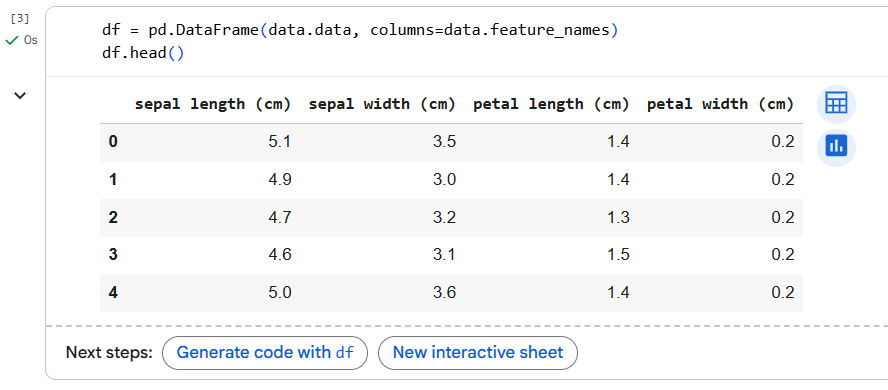 [3]
0s
df = pd.DataFrame(data.data, columns=data.feature_names)
df.head()
sepal length (cm) sepal width (cm) petal length (cm) petal width (cm)
0 5.1 3.5 1.4 0.2
1 4.9 3.0 1.4 0.2
2 4.7 3.2 1.3 0.2
3 4.6 3.1 1.5 0.2
4 5.0 3.6 1.4 0.2
Next steps: Generate code with df New interactive sheet